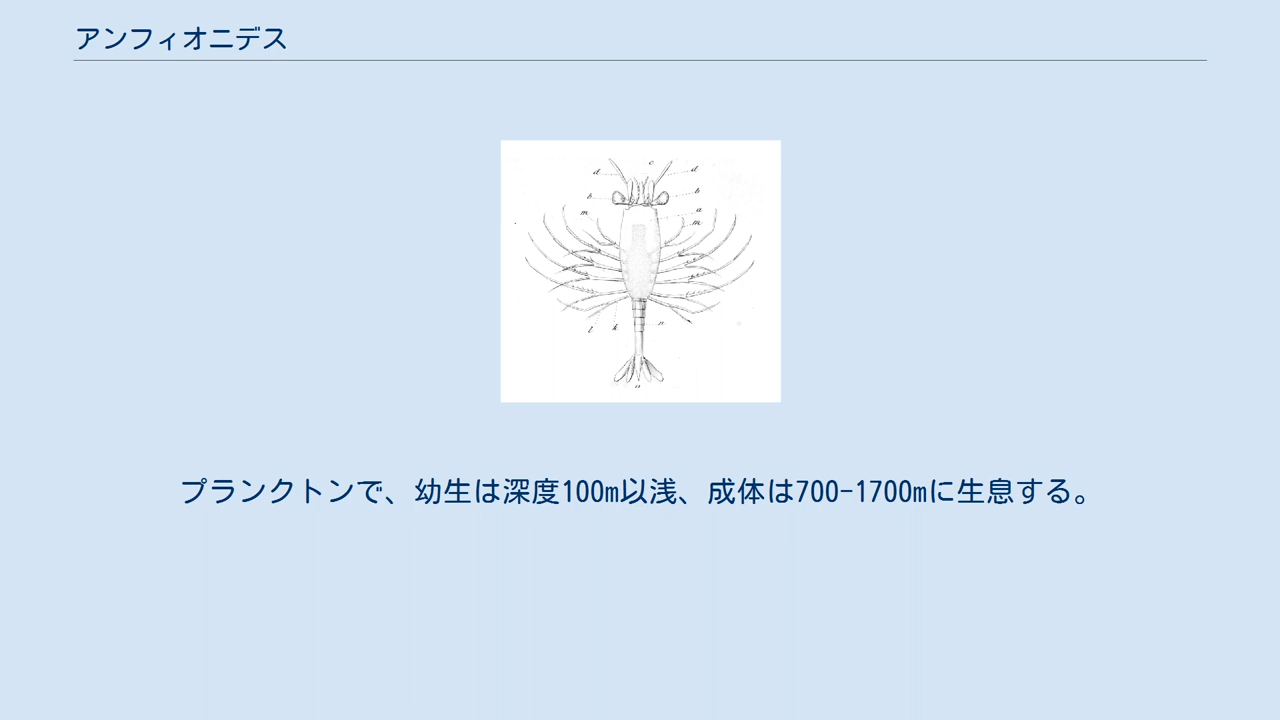 アンフィオニデス
c
d d
b b
a
m m
l k n
プランクトンで、幼生は深度100m以浅、成体は700-1700mに生息する。